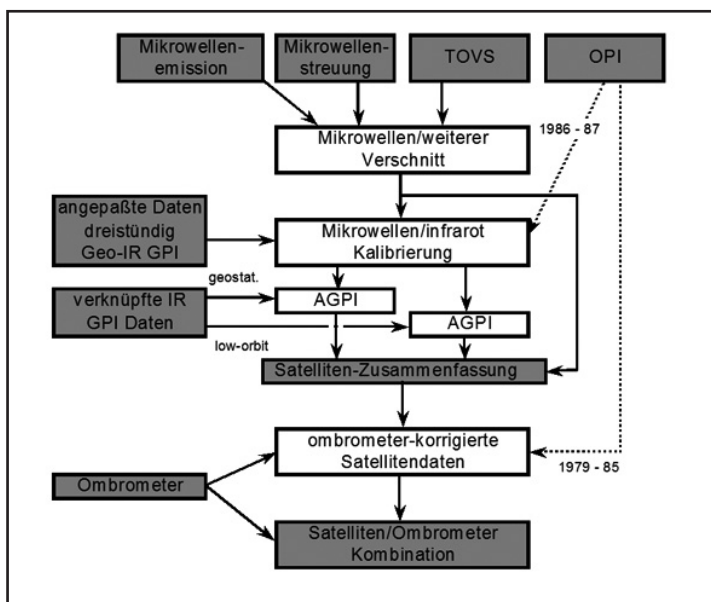 Mikrowellen-
emission
Mikrowellen-
streuung
TOVS
OPI
1986 - 87
Mikrowellen/weiterer
Verschnitt
angepaßte Daten
dreistündig
Geo-IR GPI
Mikrowellen/infrarot
Kalibrierung
geostat.
verknüpfte IR
GPI Daten
AGPI
AGPI
low-orbit
Satelliten-Zusammenfassung
ombrometer-korrigierte
Satellitendaten
1979 - 85
Ombrometer
Satelliten/Ombrometer
Kombination